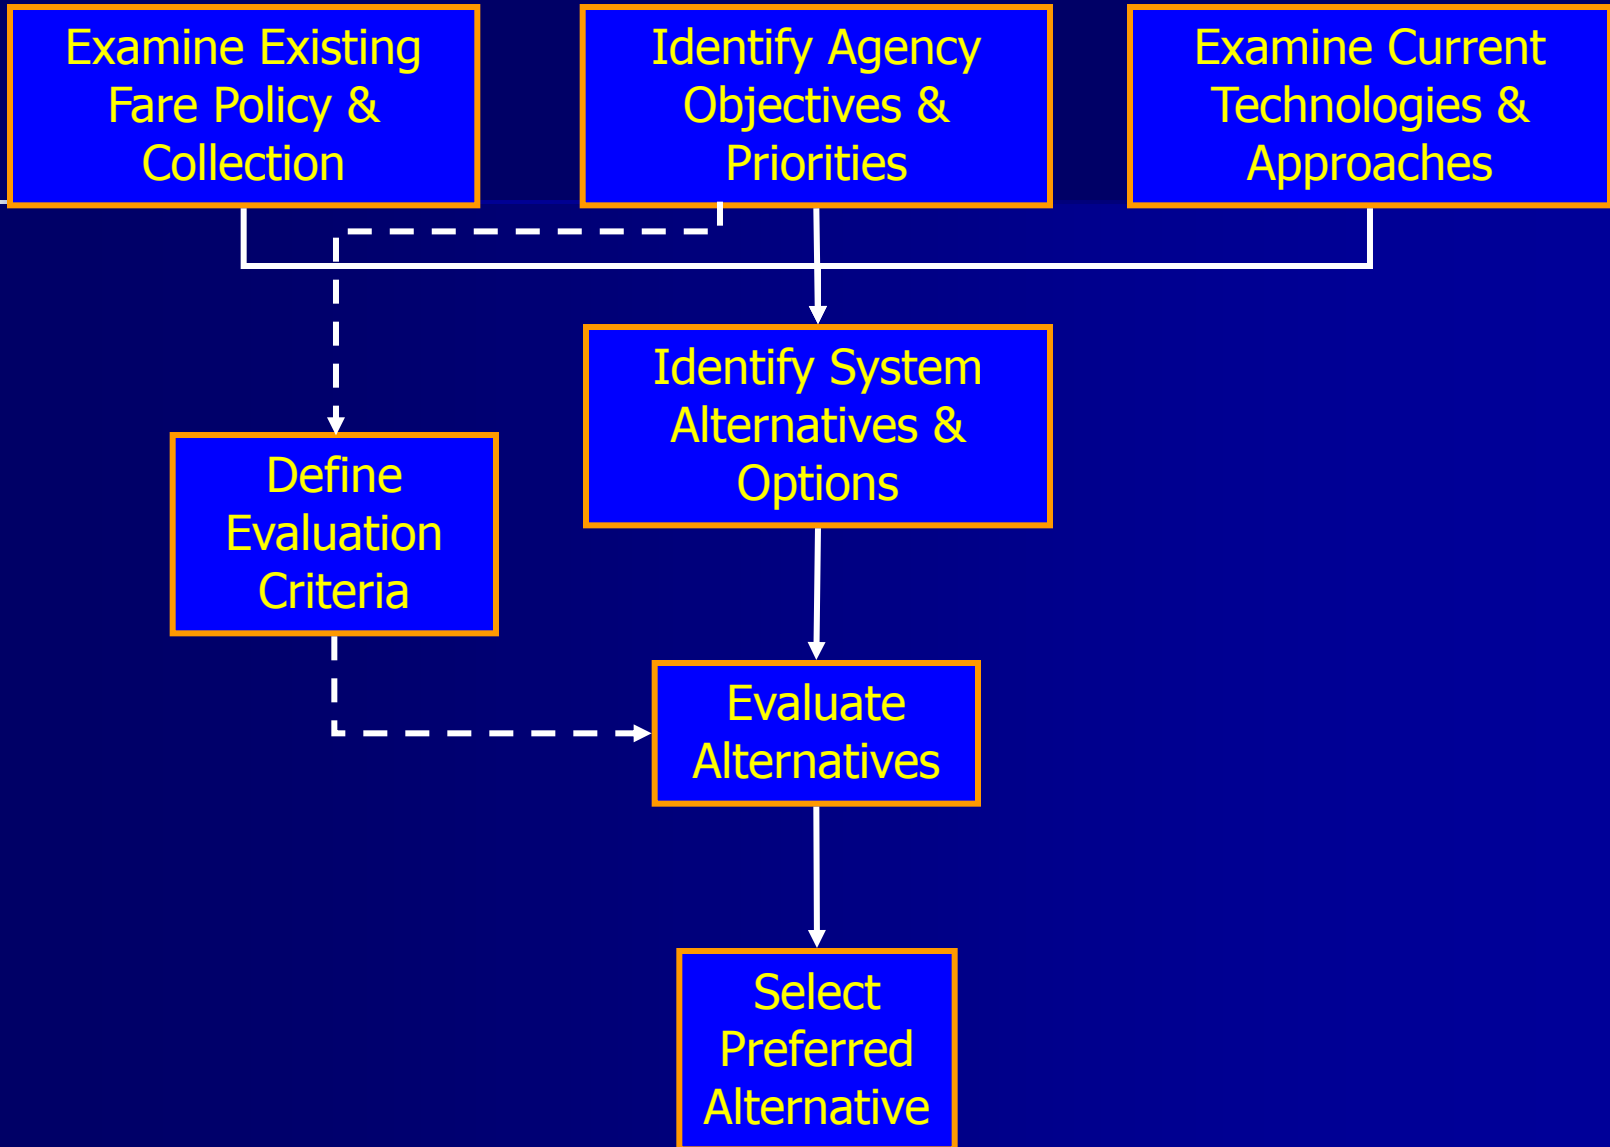 Examine Existing
Fare Policy &
Collection
Identify Agency
Objectives &
Priorities
Examine Current
Technologies &
Approaches
Identify System
Alternatives &
Options
Define
Evaluation
Criteria
Evaluate
Alternatives
Select
Preferred
Alternative